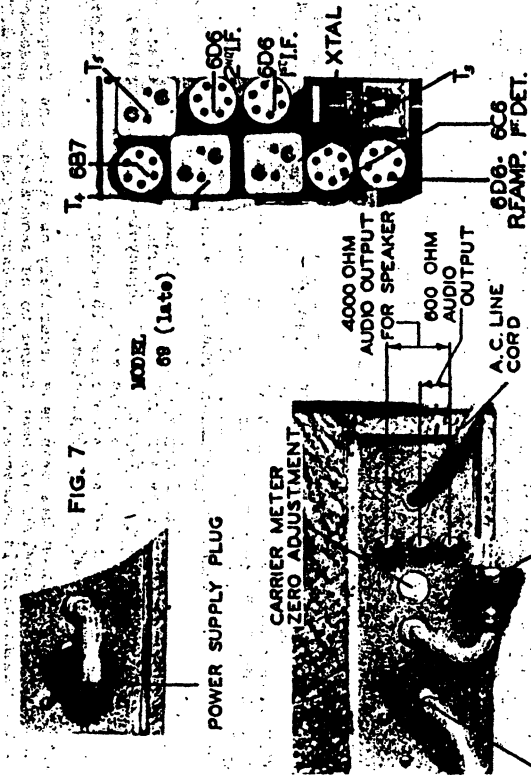 FIG. 7
MODEL
69 (late)
POWER SUPPLY PLUG
T4
6B7
T5
6D6
2ND I.F.
6D6
1ST I.F.
XTAL
T3
6D6-
R.F. AMP.
6C6
1ST DET.
CARRIER METER
ZERO ADJUSTMENT
4000 OHM
AUDIO OUTPUT
FOR SPEAKER
600 OHM
AUDIO
OUTPUT
A.C. LINE
CORD